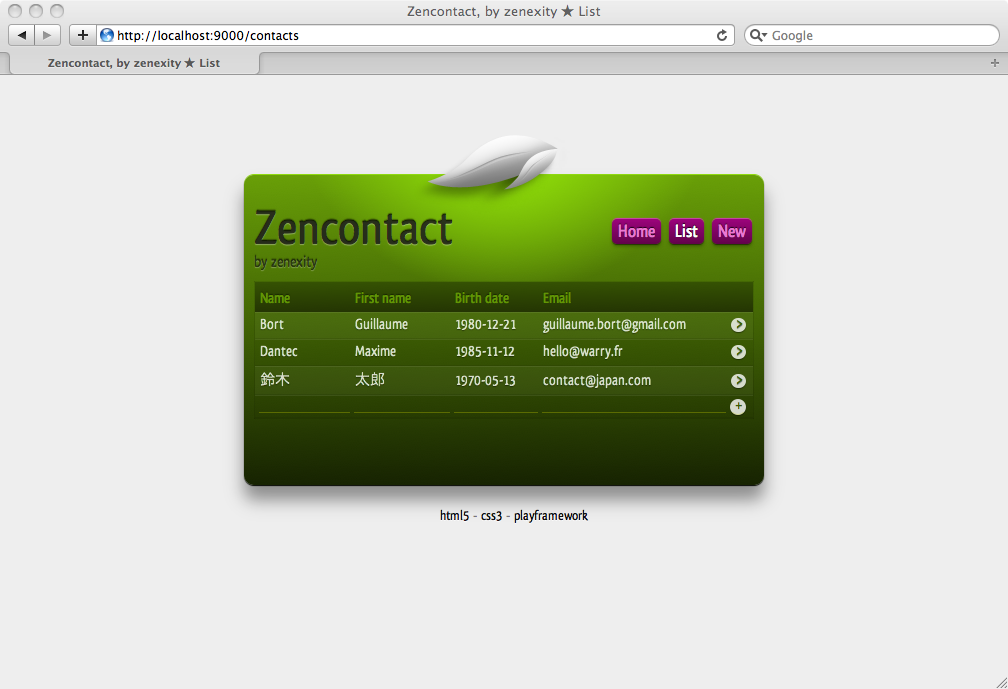 Zencontact, by zenexity ★ List
http://localhost:9000/contacts
Google
Zencontact, by zenexity ★ List
Zencontact
Home List New
by zenexity
Name First name Birth date Email
Bort Guillaume 1980-12-21 guillaume.bort@gmail.com
Dantec Maxime 1985-11-12 hello@warry.fr
鈴木 太郎 1970-05-13 contact@japan.com
html5 - css3 - playframework